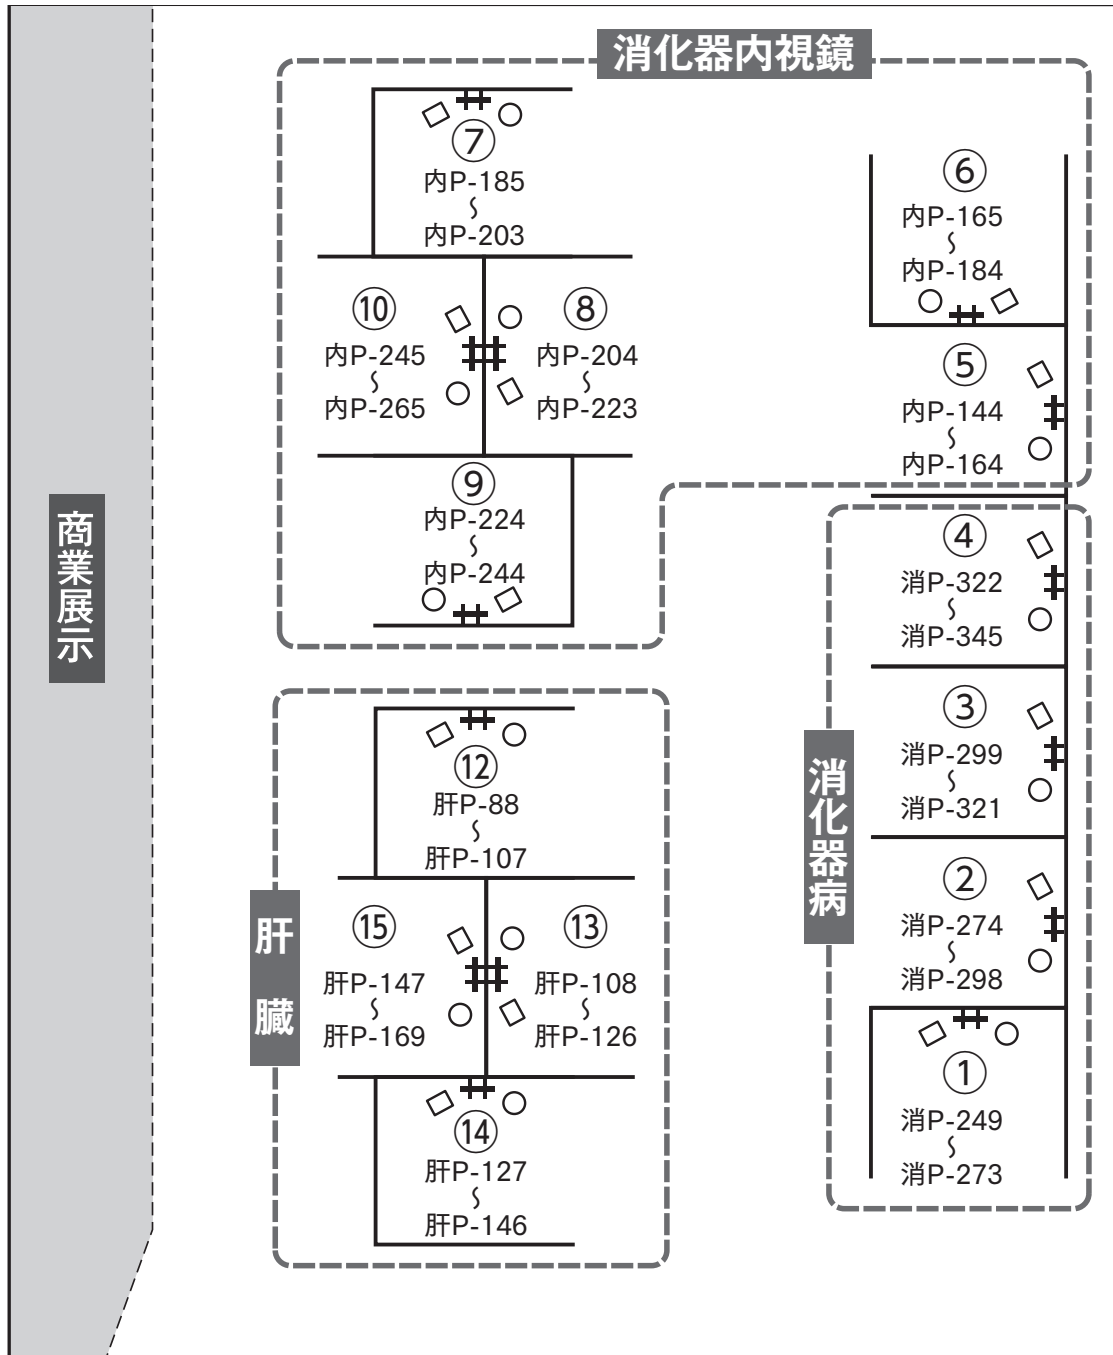 消化器内視鏡
⑦
内P-185
〜
内P-203
⑥
内P-165
〜
内P-184
⑩
内P-245
〜
内P-265
⑧
内P-204
〜
内P-223
⑤
内P-144
〜
内P-164
⑨
内P-224
〜
内P-244
商業展示
④
消P-322
〜
消P-345
③
消P-299
〜
消P-321
消化器病
②
消P-274
〜
消P-298
①
消P-249
〜
消P-273
⑫
肝P-88
〜
肝P-107
肝臓
⑮
肝P-147
〜
肝P-169
⑬
肝P-108
〜
肝P-126
⑭
肝P-127
〜
肝P-146